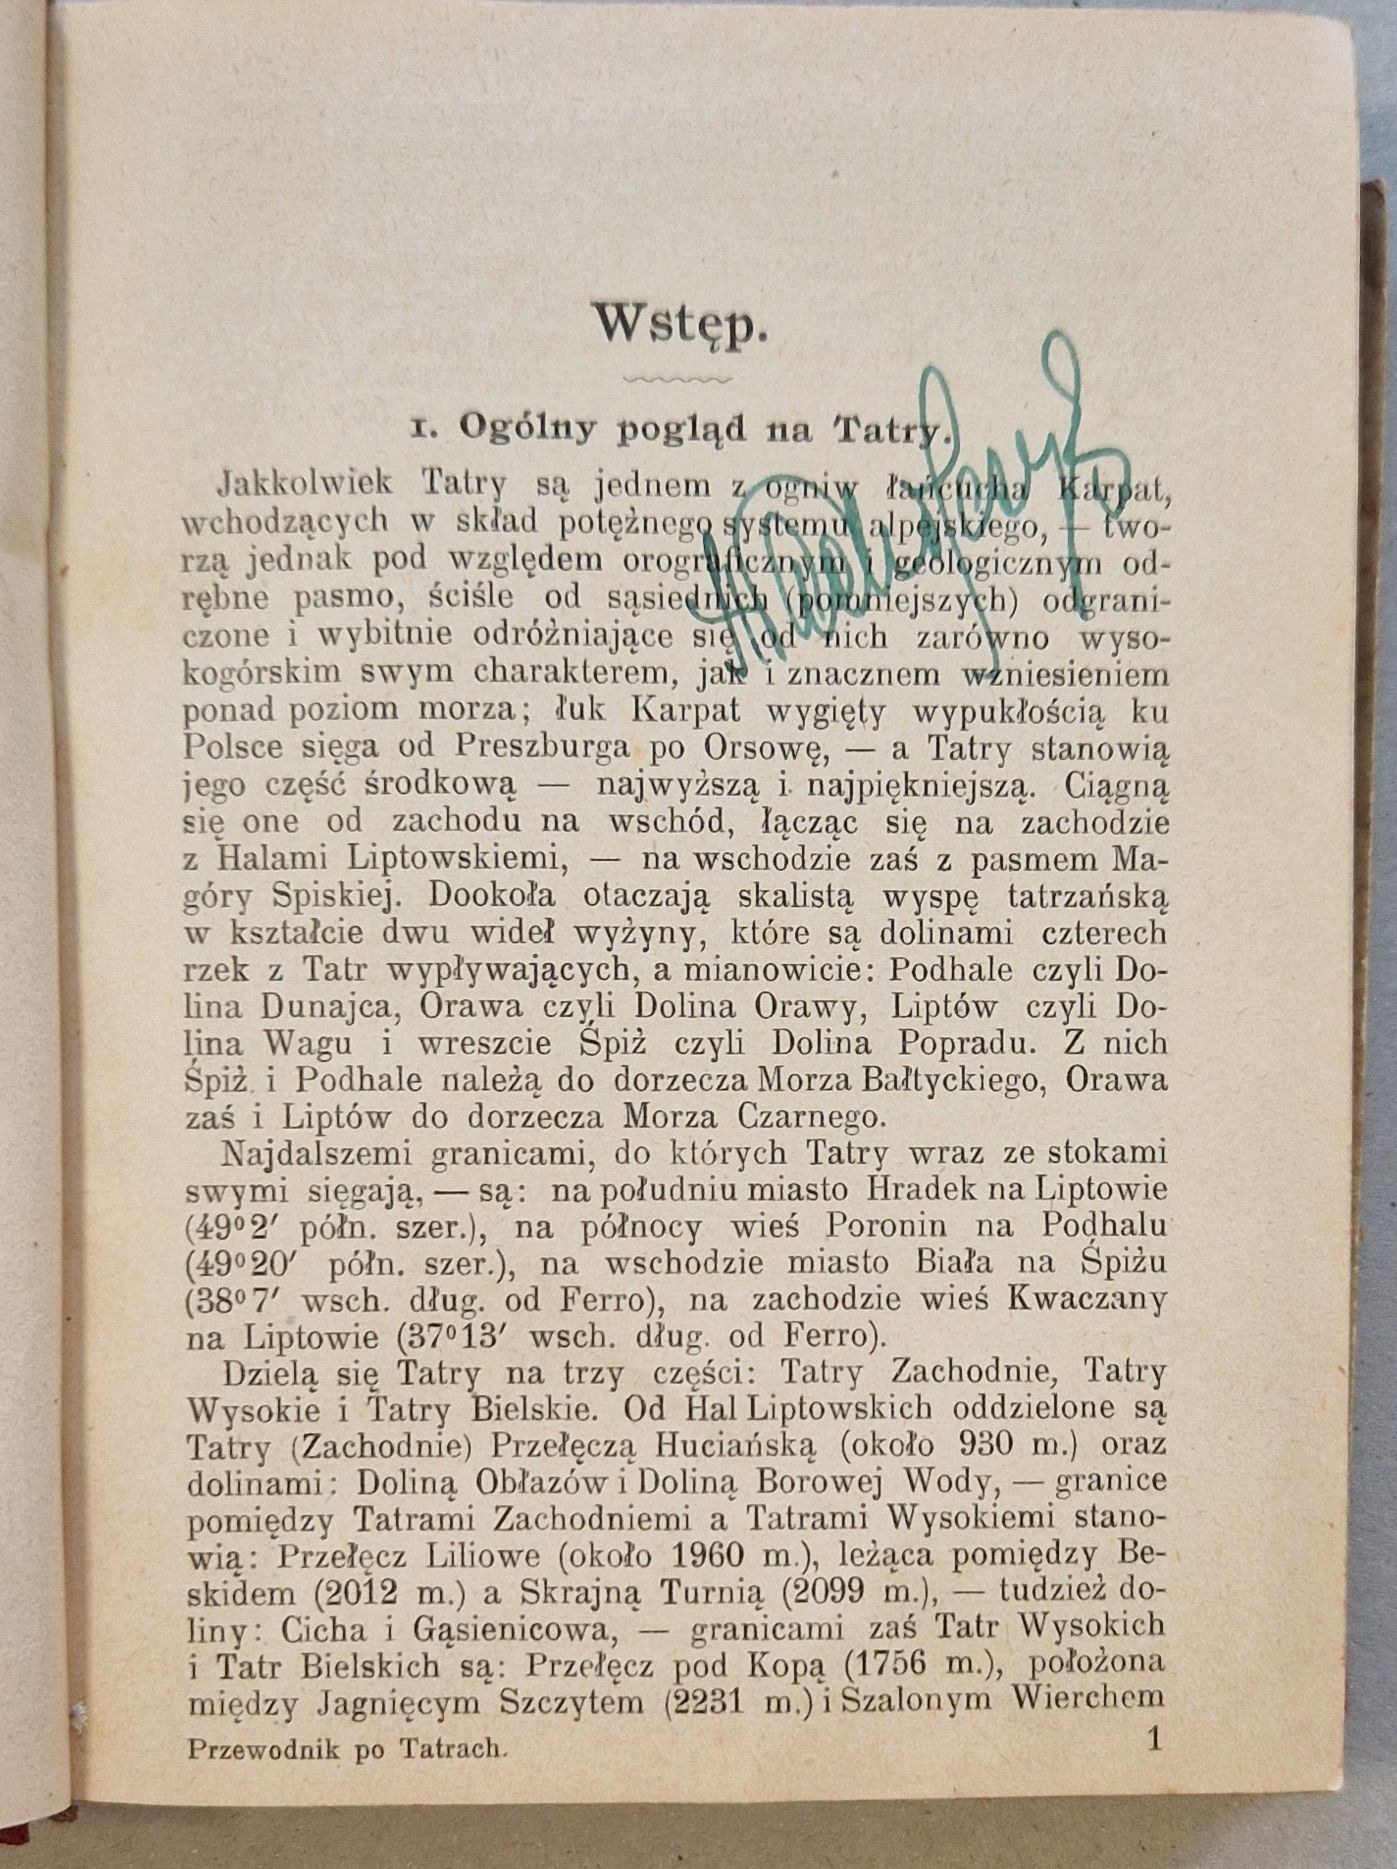 Wstęp.
1. Ogólny pogląd na Tatry.
Jakkolwiek Tatry są jednem z ogniw łańcucha Karpat,
wchodzących w skład potężnego systemu alpejskiego, — two-
rzą jednak pod względem orograficznym i geologicznym od-
rębne pasmo, ściśle od sąsiednich (pomniejszych) odgrani-
czone i wybitnie odróżniające się od nich zarówno wyso-
kogórskim swym charakterem, jak i znacznem wzniesieniem
ponad poziom morza; łuk Karpat wygięty wypukłością ku
Polsce sięga od Preszburga po Orsowę, — a Tatry stanowią
jego część środkową — najwyższą i najpiękniejszą. Ciągną
się one od zachodu na wschód, łącząc się na zachodzie
z Halami Liptowskiemi, — na wschodzie zaś z pasmem Ma-
góry Spiskiej. Dookoła otaczają skalistą wyspę tatrzańską
w kształcie dwu wideł wyżyny, które są dolinami czterech
rzek z Tatr wypływających, a mianowicie: Podhale czyli Do-
lina Dunajca, Orawa czyli Dolina Orawy, Liptów czyli Do-
lina Wagu i wreszcie Śpiż czyli Dolina Popradu. Z nich
Śpiż i Podhale należą do dorzecza Morza Bałtyckiego, Orawa
zaś i Liptów do dorzecza Morza Czarnego.
Najdalszemi granicami, do których Tatry wraz ze stokami
swymi sięgają, — są: na południu miasto Hradek na Liptowie
(49º2′ półn. szer.), na północy wieś Poronin na Podhalu
(49º20′ półn. szer.), na wschodzie miasto Biała na Śpiżu
(38º7′ wsch. dług. od Ferro), na zachodzie wieś Kwaczany
na Liptowie (37º13′ wsch. dług. od Ferro).
Dzielą się Tatry na trzy części: Tatry Zachodnie, Tatry
Wysokie i Tatry Bielskie. Od Hal Liptowskich oddzielone są
Tatry (Zachodnie) Przełęczą Huciańską (około 930 m.) oraz
dolinami: Doliną Obłazów i Doliną Borowej Wody, — granice
pomiędzy Tatrami Zachodniemi a Tatrami Wysokiemi stano-
wią: Przełęcz Liliowe (około 1960 m.), leżąca pomiędzy Be-
skidem (2012 m.) a Skrajną Turnią (2099 m.), — tudzież do-
liny: Cicha i Gąsienicowa, — granicami zaś Tatr Wysokich
i Tatr Bielskich są: Przełęcz pod Kopą (1756 m.), położona
między Jagnięcym Szczytem (2231 m.) i Szalonym Wierchem
Przewodnik po Tatrach. 1